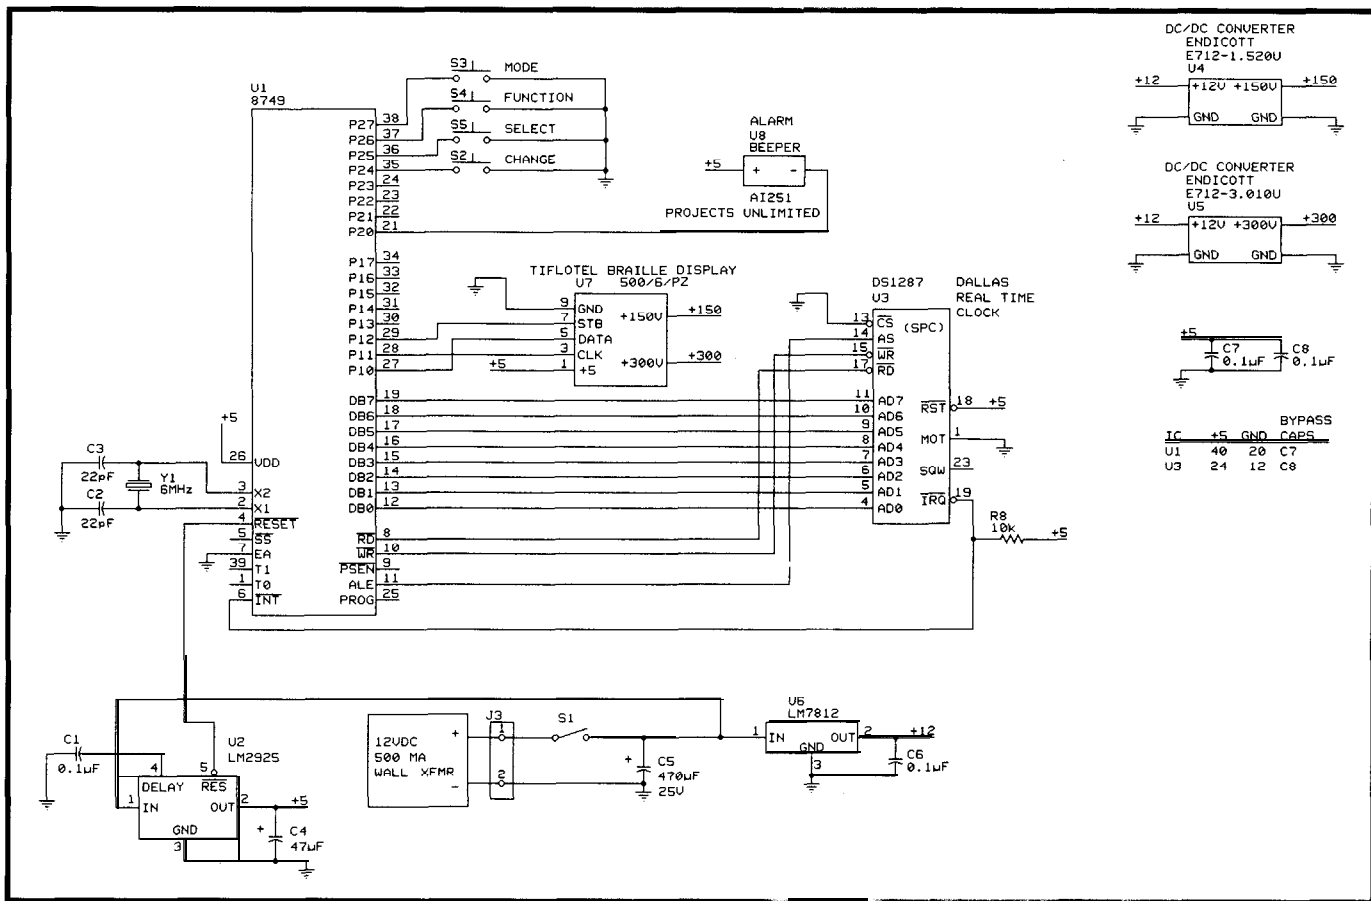 U1
8749
P27 38
P26 37
P25 36
P24 35
P23 24
P22 23
P21 22
P20 21
P17 34
P16 33
P15 32
P14 31
P13 30
P12 29
P11 28
P10 27
DB7 19
DB6 18
DB5 17
DB4 16
DB3 15
DB2 14
DB1 13
DB0 12
RD 8
WR 10
PSEN 9
ALE 11
PROG 25
+5
26 VDD
3 X2
2 X1
4 RESET
5 SS
7 EA
39 T1
1 T0
6 INT
C3
22pF
Y1
6MHz
C2
22pF
S3 MODE
S4 FUNCTION
S5 SELECT
S2 CHANGE
ALARM
U8
BEEPER
+5 + -
AI251
PROJECTS UNLIMITED
TIFLOTEL BRAILLE DISPLAY
U7 500/6/PZ
9 GND
7 STB
5 DATA
3 CLK
+5 1 +5
+150V +150
+300V +300
DS1287
U3
DALLAS
REAL TIME
CLOCK
(SPC)
13 CS
14 AS
15 WR
17 RD
11 AD7
10 AD6
9 AD5
8 AD4
7 AD3
6 AD2
5 AD1
4 AD0
RST 18 +5
MOT 1
SQW 23
IRQ 19
R8
10k
+5
DC/DC CONVERTER
ENDICOTT
E712-1.520U
U4
+12 +12V +150V +150
GND GND
DC/DC CONVERTER
ENDICOTT
E712-3.010U
U5
+12 +12V +300V +300
GND GND
+5
C7
0.1µF
C8
0.1µF
BYPASS
IC +5 GND CAPS
U1 40 20 C7
U3 24 12 C8
C1
0.1µF
U2
LM2925
4 5
DELAY RES
1 IN OUT 2 +5
GND
3
+ C4
47µF
12VDC
500 MA
WALL XFMR
+
-
J3
1
2
S1
+ C5
470µF
25V
U6
LM7812
1 IN OUT 2 +12
GND
3
C6
0.1µF